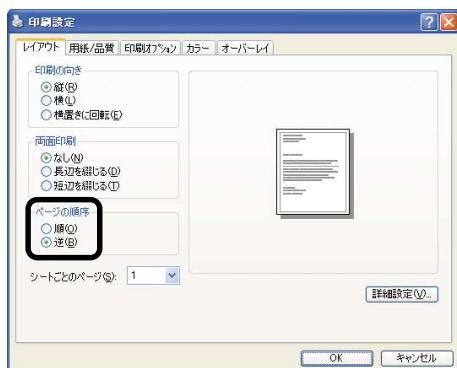 印刷設定
レイアウト 用紙/品質 印刷オプション カラー オーバーレイ
印刷の向き
縦(R)
横(L)
横置きに回転(E)
両面印刷
なし(N)
長辺を綴じる(D)
短辺を綴じる(T)
ページの順序
順(O)
逆(B)
シートごとのページ(S): 1
詳細設定(V)...
OK キャンセル